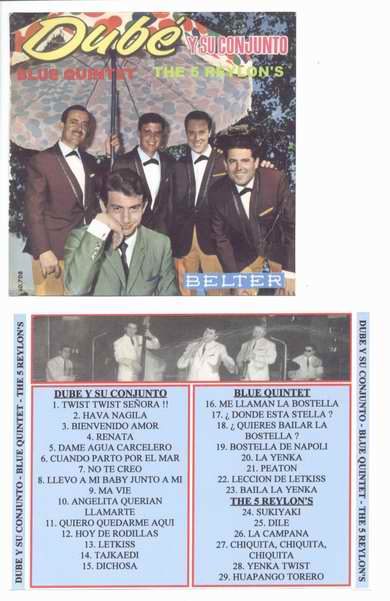 Dubé
Y SU CONJUNTO
BLUE QUINTET THE 5 REYLON'S
BELTER
DUBE Y SU CONJUNTO - BLUE QUINTET - THE 5 REYLON'S
DUBE Y SU CONJUNTO
1. TWIST TWIST SEÑORA !!
2. HAVA NAGILA
3. BIENVENIDO AMOR
4. RENATA
5. DAME AGUA CARCELERO
6. CUANDO PARTO POR EL MAR
7. NO TE CREO
8. LLEVO A MI BABY JUNTO A MI
9. MA VIE
10. ANGELITA QUERIAN
LLAMARTE
11. QUIERO QUEDARME AQUI
12. HOY DE RODILLAS
13. LETKISS
14. TAJKAEDI
15. DICHOSA
BLUE QUINTET
16. ME LLAMAN LA BOSTELLA
17. ¿ DONDE ESTA STELLA ?
18. ¿ QUIERES BAILAR LA
BOSTELLA ?
19. BOSTELLA DE NAPOLI
20. LA YENKA
21. PEATON
22. LECCION DE LETKISS
23. BAILA LA YENKA
THE 5 REYLON'S
24. SUKIYAKI
25. DILE
26. LA CAMPANA
27. CHIQUITA, CHIQUITA,
CHIQUITA
28. YENKA TWIST
29. HUAPANGO TORERO
DUBE Y SU CONJUNTO - BLUE QUINTET - THE 5 REYLON'S